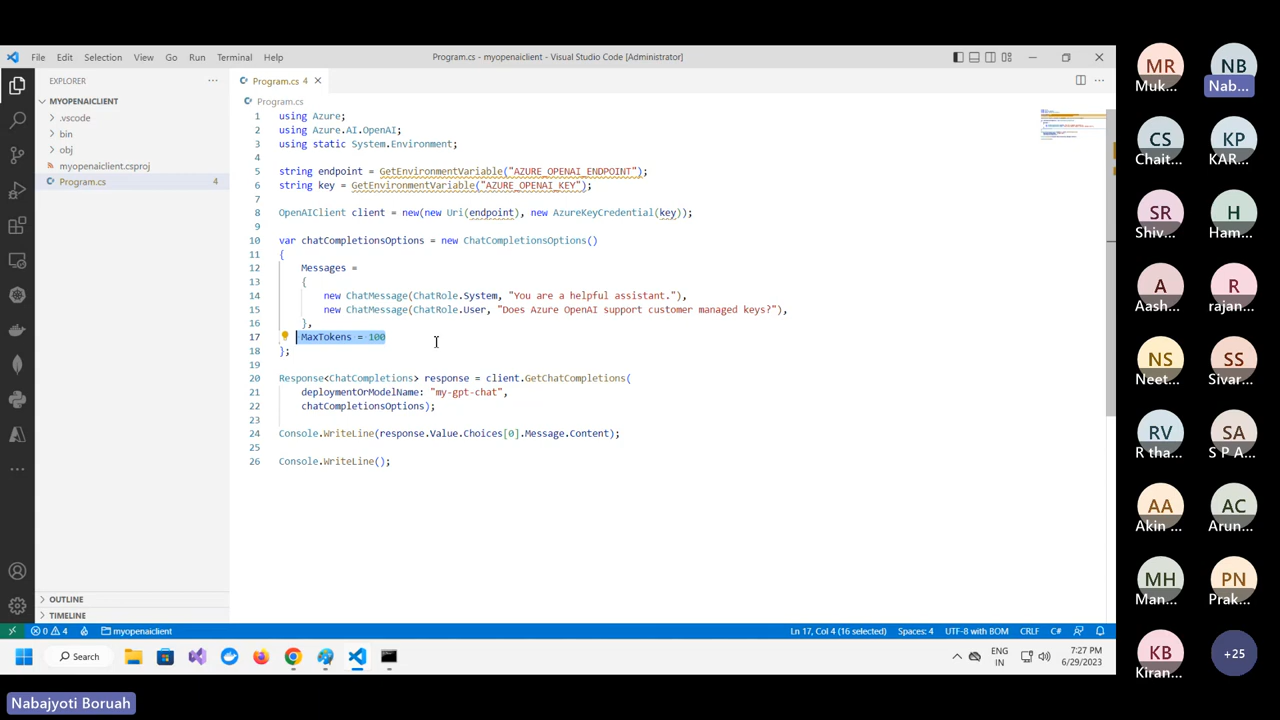 File Edit Selection View Go Run Terminal Help
Program.cs - myopenaiclient - Visual Studio Code [Administrator]
EXPLORER
MYOPENAICLIENT
.vscode
bin
obj
myopenaiclient.csproj
Program.cs 4
Program.cs 4
Program.cs
1 using Azure;
2 using Azure.AI.OpenAI;
3 using static System.Environment;
4
5 string endpoint = GetEnvironmentVariable("AZURE_OPENAI_ENDPOINT");
6 string key = GetEnvironmentVariable("AZURE_OPENAI_KEY");
7
8 OpenAIClient client = new(new Uri(endpoint), new AzureKeyCredential(key));
9
10 var chatCompletionsOptions = new ChatCompletionsOptions()
11 {
12 Messages =
13 {
14 new ChatMessage(ChatRole.System, "You are a helpful assistant."),
15 new ChatMessage(ChatRole.User, "Does Azure OpenAI support customer managed keys?"),
16 },
17 MaxTokens = 100
18 };
19
20 Response<ChatCompletions> response = client.GetChatCompletions(
21 deploymentOrModelName: "my-gpt-chat",
22 chatCompletionsOptions);
23
24 Console.WriteLine(response.Value.Choices[0].Message.Content);
25
26 Console.WriteLine();
OUTLINE
TIMELINE
0 4 myopenaiclient
Ln 17, Col 4 (16 selected) Spaces: 4 UTF-8 with BOM CRLF C#
Search
ENG
IN
7:27 PM
6/29/2023
Nabajyoti Boruah
MR NB
Muk... Nab...
CS KP
Chait... KAR...
SR H
Shiv... Ham...
A R
Aash... rajan...
NS SS
Neet... Sivar...
RV SA
R tha... S P A...
AA AC
Akin ... Arun...
MH PN
Man... Prak...
KB +25
Kiran...